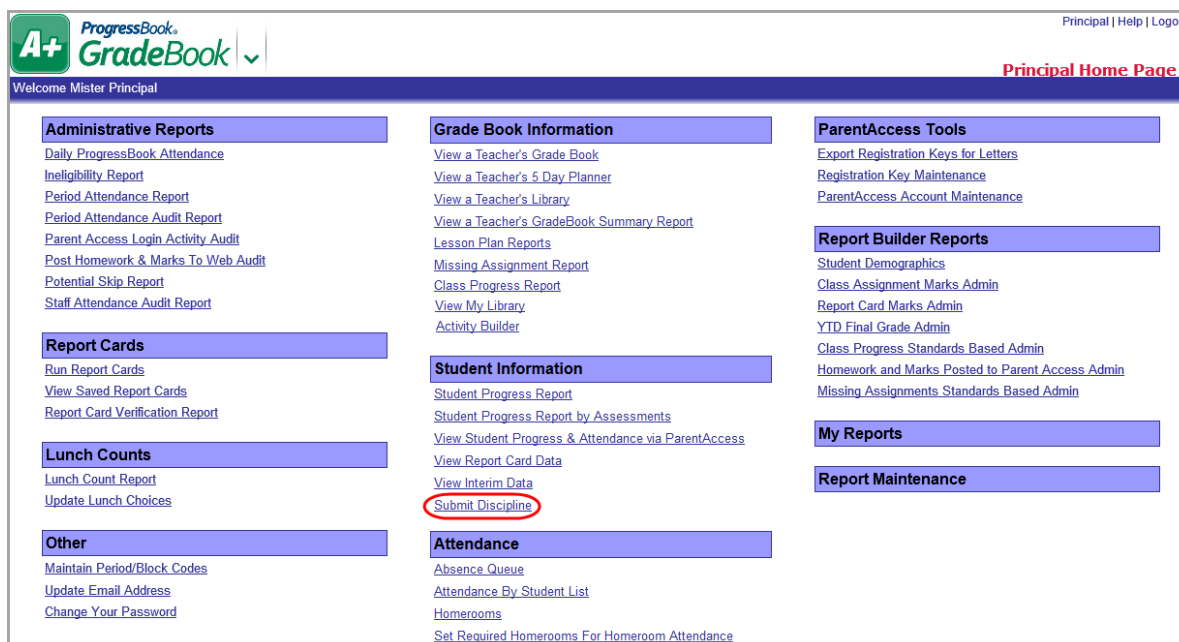 Principal | Help | Logo
A+
ProgressBook®
GradeBook
Principal Home Page
Welcome Mister Principal
Administrative Reports
Daily ProgressBook Attendance
Ineligibility Report
Period Attendance Report
Period Attendance Audit Report
Parent Access Login Activity Audit
Post Homework & Marks To Web Audit
Potential Skip Report
Staff Attendance Audit Report
Report Cards
Run Report Cards
View Saved Report Cards
Report Card Verification Report
Lunch Counts
Lunch Count Report
Update Lunch Choices
Other
Maintain Period/Block Codes
Update Email Address
Change Your Password
Grade Book Information
View a Teacher's Grade Book
View a Teacher's 5 Day Planner
View a Teacher's Library
View a Teacher's GradeBook Summary Report
Lesson Plan Reports
Missing Assignment Report
Class Progress Report
View My Library
Activity Builder
Student Information
Student Progress Report
Student Progress Report by Assessments
View Student Progress & Attendance via ParentAccess
View Report Card Data
View Interim Data
Submit Discipline
Attendance
Absence Queue
Attendance By Student List
Homerooms
Set Required Homerooms For Homeroom Attendance
ParentAccess Tools
Export Registration Keys for Letters
Registration Key Maintenance
ParentAccess Account Maintenance
Report Builder Reports
Student Demographics
Class Assignment Marks Admin
Report Card Marks Admin
YTD Final Grade Admin
Class Progress Standards Based Admin
Homework and Marks Posted to Parent Access Admin
Missing Assignments Standards Based Admin
My Reports
Report Maintenance